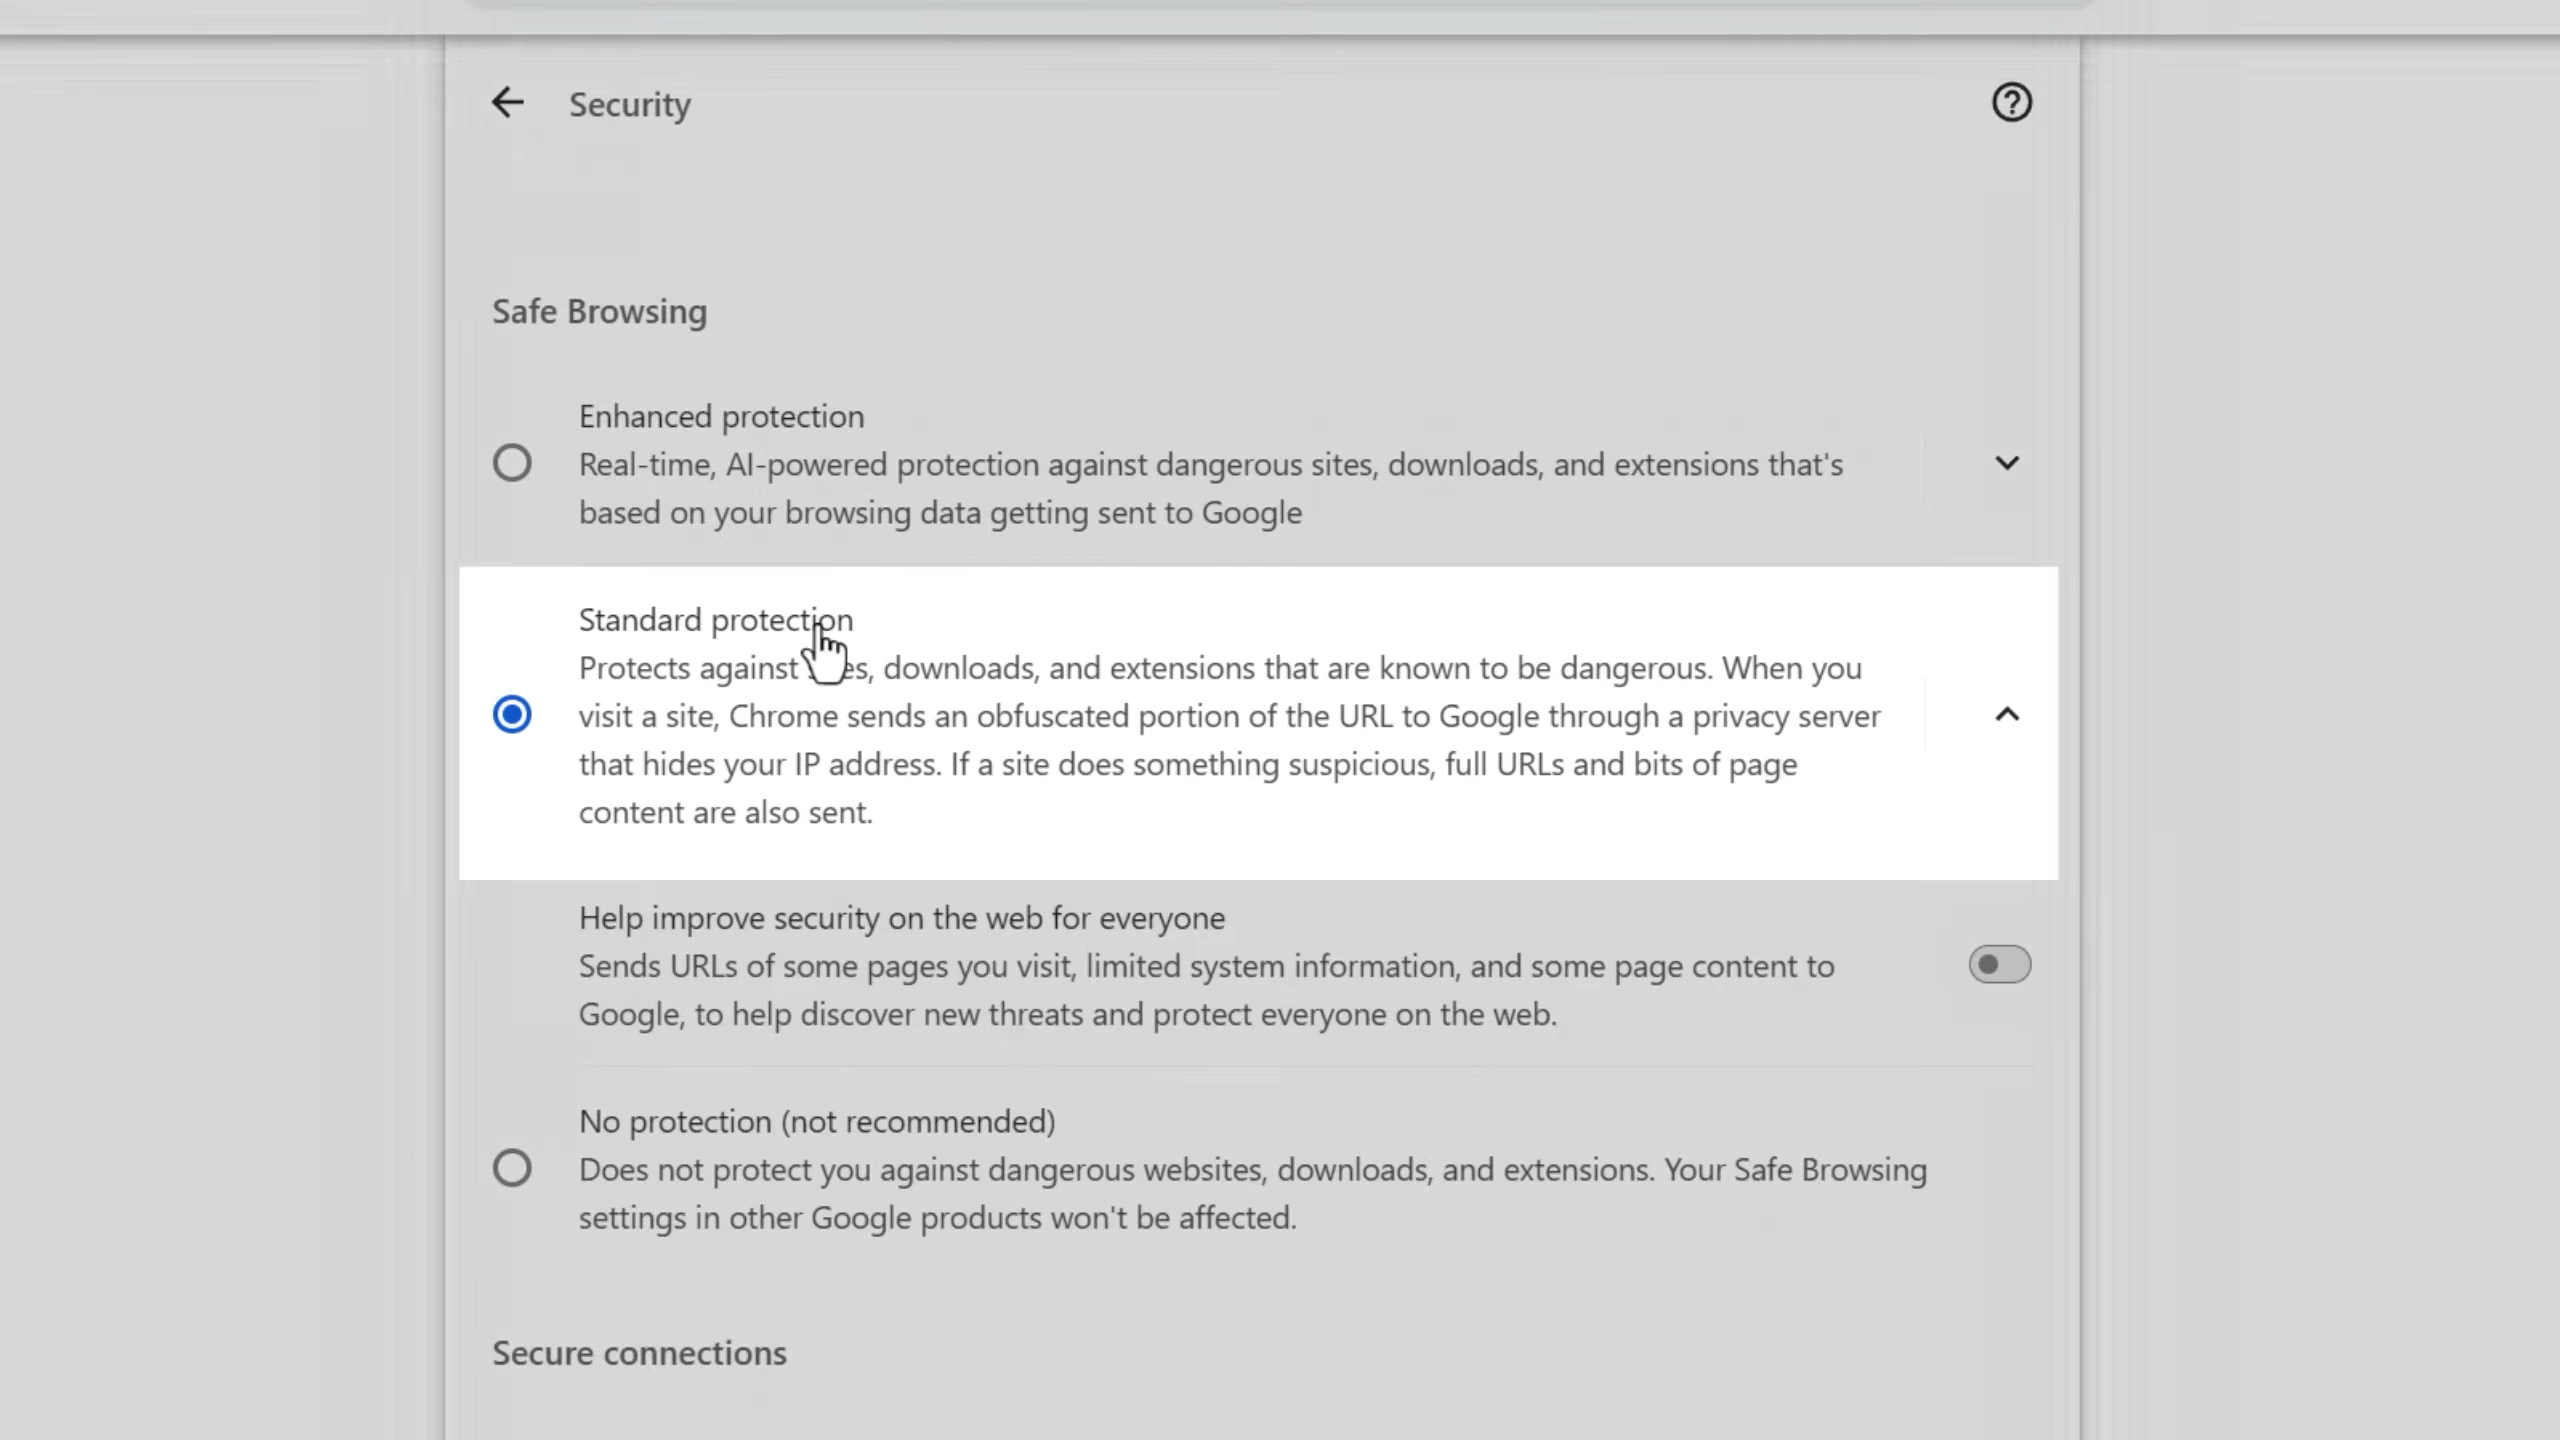 Security
Safe Browsing
Enhanced protection
Real-time, AI-powered protection against dangerous sites, downloads, and extensions that's
based on your browsing data getting sent to Google
Standard protection
Protects against sites, downloads, and extensions that are known to be dangerous. When you
visit a site, Chrome sends an obfuscated portion of the URL to Google through a privacy server
that hides your IP address. If a site does something suspicious, full URLs and bits of page
content are also sent.
Help improve security on the web for everyone
Sends URLs of some pages you visit, limited system information, and some page content to
Google, to help discover new threats and protect everyone on the web.
No protection (not recommended)
Does not protect you against dangerous websites, downloads, and extensions. Your Safe Browsing
settings in other Google products won't be affected.
Secure connections